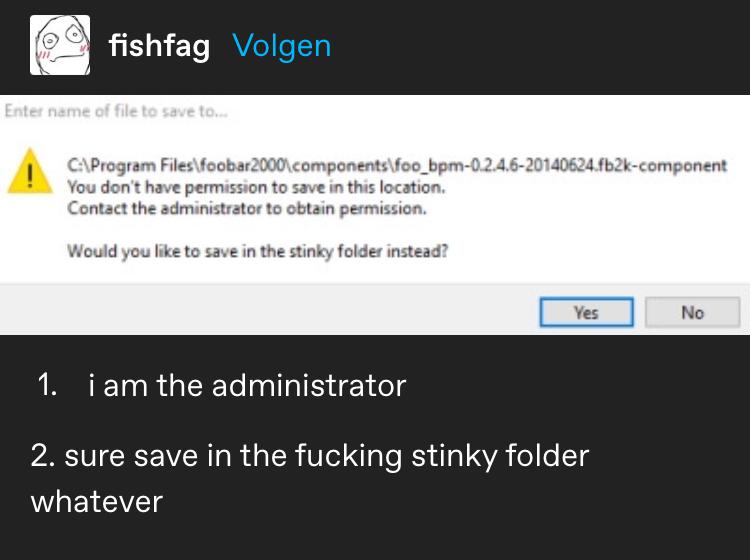 fishfag Volgen
Enter name of file to save to...
C:\Program Files\foobar2000\components\foo_bpm-0.2.4.6-20140624.fb2k-component
You don't have permission to save in this location.
Contact the administrator to obtain permission.
Would you like to save in the stinky folder instead?
Yes No
1. i am the administrator
2. sure save in the fucking stinky folder
whatever